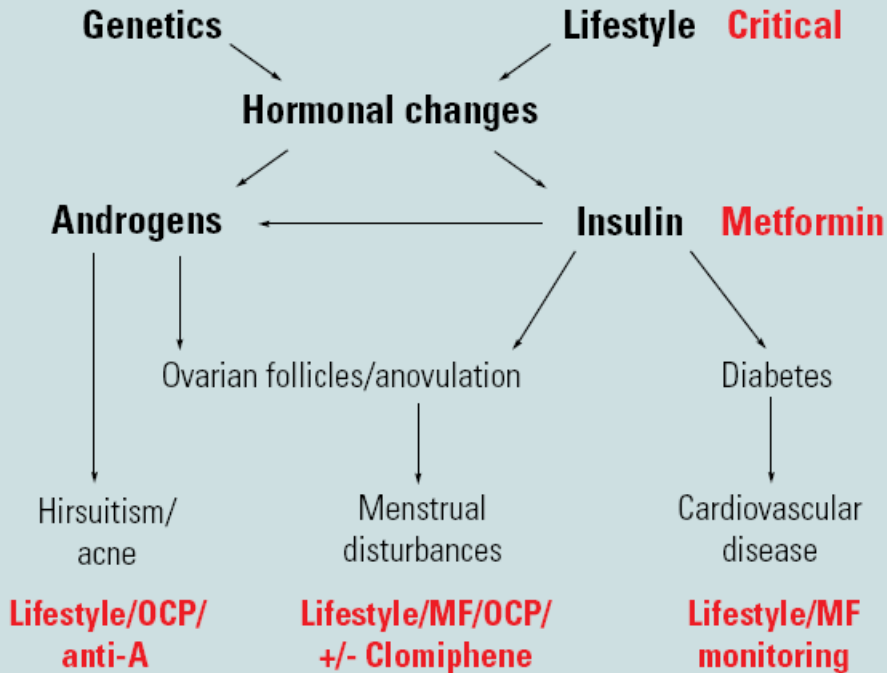 Genetics
Lifestyle Critical
Hormonal changes
Androgens
Insulin Metformin
Ovarian follicles/anovulation
Diabetes
Hirsuitism/
acne
Menstrual
disturbances
Cardiovascular
disease
Lifestyle/OCP/
anti-A
Lifestyle/MF/OCP/
+/- Clomiphene
Lifestyle/MF
monitoring